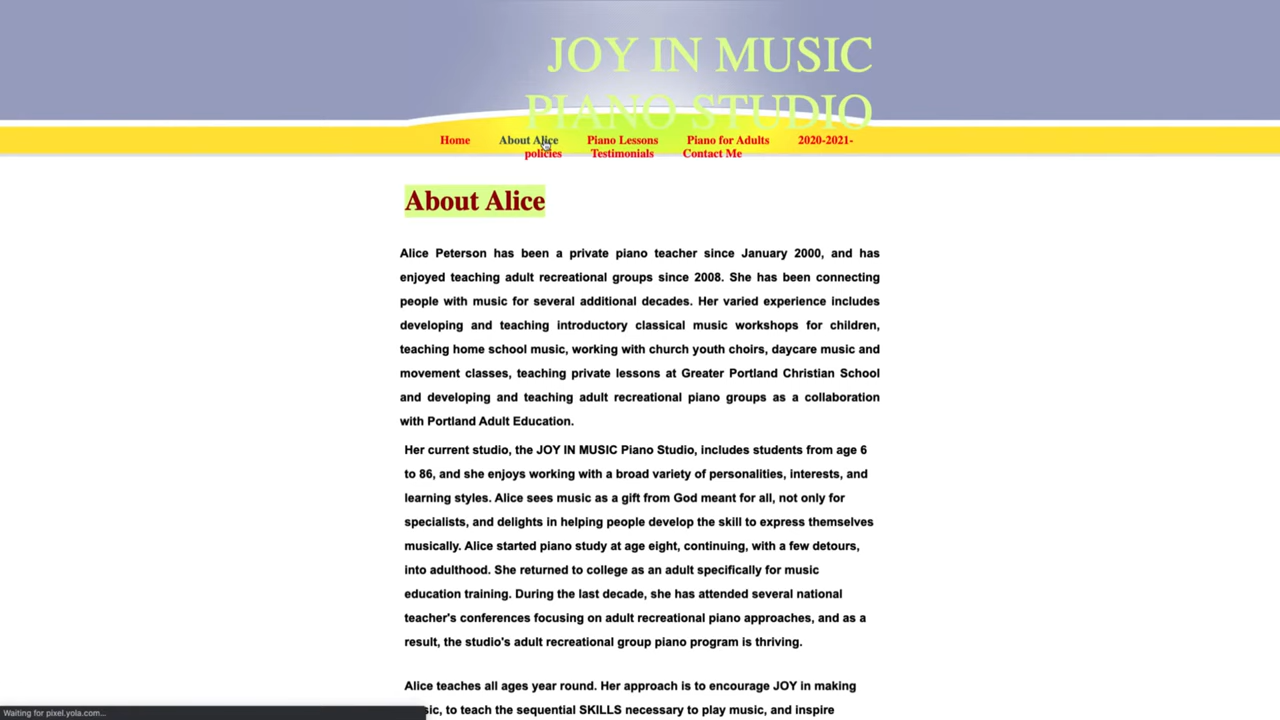 JOY IN MUSIC
PIANO STUDIO
Home About Alice Piano Lessons Piano for Adults 2020-2021-
policies Testimonials Contact Me
About Alice
Alice Peterson has been a private piano teacher since January 2000, and has
enjoyed teaching adult recreational groups since 2008. She has been connecting
people with music for several additional decades. Her varied experience includes
developing and teaching introductory classical music workshops for children,
teaching home school music, working with church youth choirs, daycare music and
movement classes, teaching private lessons at Greater Portland Christian School
and developing and teaching adult recreational piano groups as a collaboration
with Portland Adult Education.
Her current studio, the JOY IN MUSIC Piano Studio, includes students from age 6
to 86, and she enjoys working with a broad variety of personalities, interests, and
learning styles. Alice sees music as a gift from God meant for all, not only for
specialists, and delights in helping people develop the skill to express themselves
musically. Alice started piano study at age eight, continuing, with a few detours,
into adulthood. She returned to college as an adult specifically for music
education training. During the last decade, she has attended several national
teacher's conferences focusing on adult recreational piano approaches, and as a
result, the studio's adult recreational group piano program is thriving.
Alice teaches all ages year round. Her approach is to encourage JOY in making
sic, to teach the sequential SKILLS necessary to play music, and inspire
Waiting for pixel.yola.com...